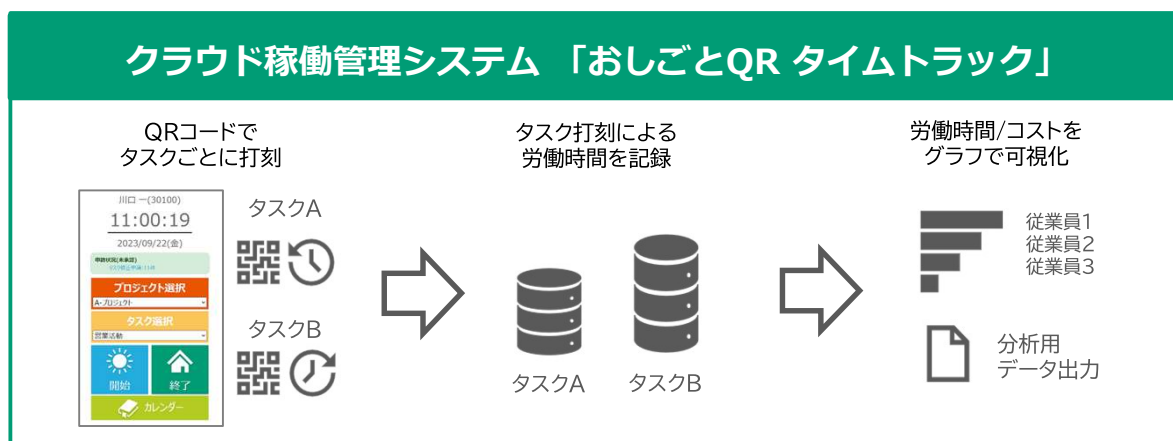 クラウド稼働管理システム 「おしごとQR タイムトラック」
QRコードで
タスクごとに打刻
川口 一(30100)
11:00:19
2023/09/22(金)
申請状況(未承認)
プロジェクト選択
A-プロジェクト
タスク選択
営業活動
開始
終了
カレンダー
タスクA
タスクB
タスク打刻による
労働時間を記録
タスクA
タスクB
労働時間/コストを
グラフで可視化
従業員1
従業員2
従業員3
分析用
データ出力